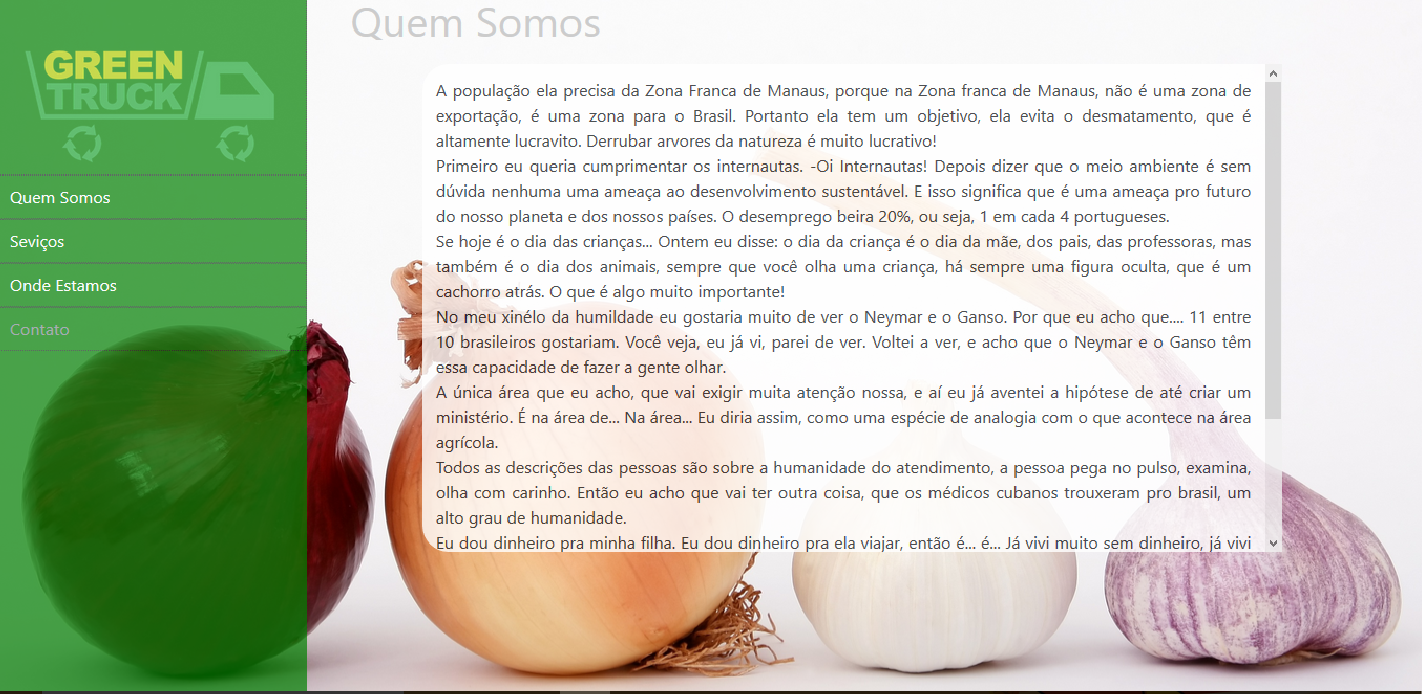 GREEN
TRUCK
Quem Somos
Seviços
Onde Estamos
Contato
Quem Somos
A população ela precisa da Zona Franca de Manaus, porque na Zona franca de Manaus, não é uma zona de
exportação, é uma zona para o Brasil. Portanto ela tem um objetivo, ela evita o desmatamento, que é
altamente lucravito. Derrubar arvores da natureza é muito lucrativo!
Primeiro eu queria cumprimentar os internautas. -Oi Internautas! Depois dizer que o meio ambiente é sem
dúvida nenhuma uma ameaça ao desenvolvimento sustentável. E isso significa que é uma ameaça pro futuro
do nosso planeta e dos nossos países. O desemprego beira 20%, ou seja, 1 em cada 4 portugueses.
Se hoje é o dia das crianças... Ontem eu disse: o dia da criança é o dia da mãe, dos pais, das professoras, mas
também é o dia dos animais, sempre que você olha uma criança, há sempre uma figura oculta, que é um
cachorro atrás. O que é algo muito importante!
No meu xinélo da humildade eu gostaria muito de ver o Neymar e o Ganso. Por que eu acho que.... 11 entre
10 brasileiros gostariam. Você veja, eu já vi, parei de ver. Voltei a ver, e acho que o Neymar e o Ganso têm
essa capacidade de fazer a gente olhar.
A única área que eu acho, que vai exigir muita atenção nossa, e aí eu já aventei a hipótese de até criar um
ministério. É na área de... Na área... Eu diria assim, como uma espécie de analogia com o que acontece na área
agrícola.
Todos as descrições das pessoas são sobre a humanidade do atendimento, a pessoa pega no pulso, examina,
olha com carinho. Então eu acho que vai ter outra coisa, que os médicos cubanos trouxeram pro brasil, um
alto grau de humanidade.
Eu dou dinheiro pra minha filha. Eu dou dinheiro pra ela viajar, então é... é... Já vivi muito sem dinheiro, já vivi